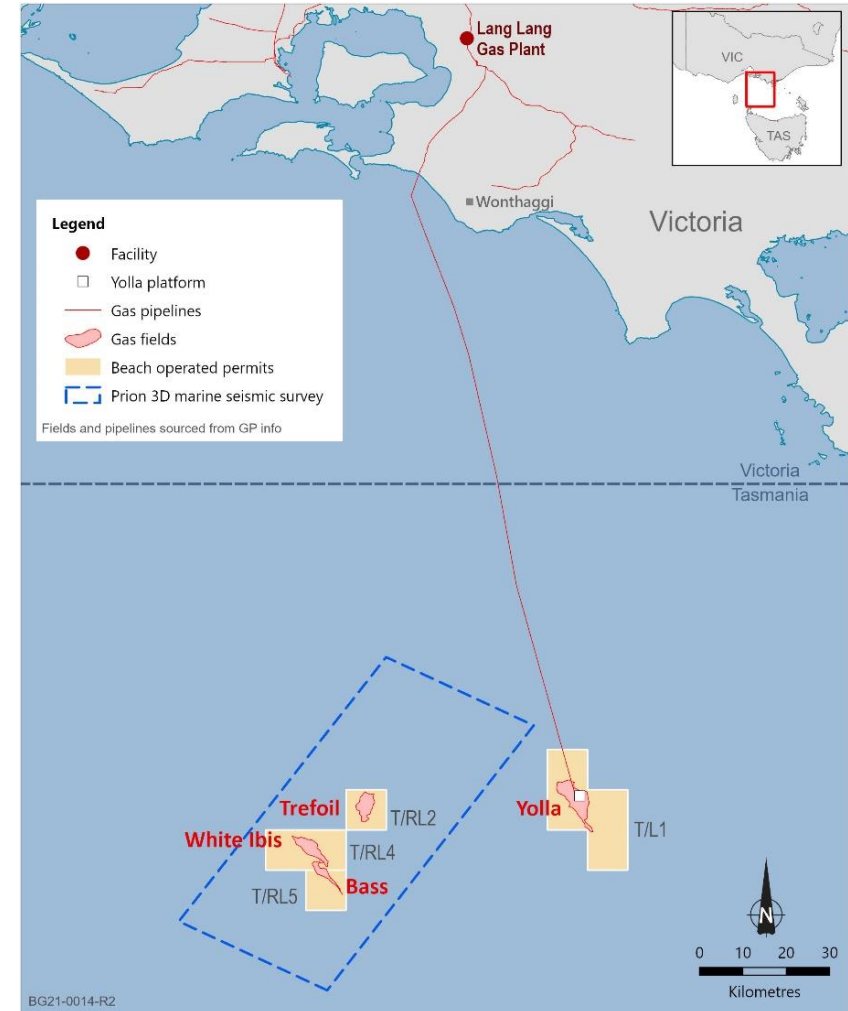 Lang Lang
Gas Plant
VIC
TAS
Wonthaggi
Victoria
Legend
Facility
Yolla platform
Gas pipelines
Gas fields
Beach operated permits
Prion 3D marine seismic survey
Fields and pipelines sourced from GP info
Victoria
Tasmania
Trefoil
T/RL2
Yolla
T/L1
White Ibis
T/RL4
Bass
T/RL5
N
0 10 20 30
Kilometres
BG21-0014-R2